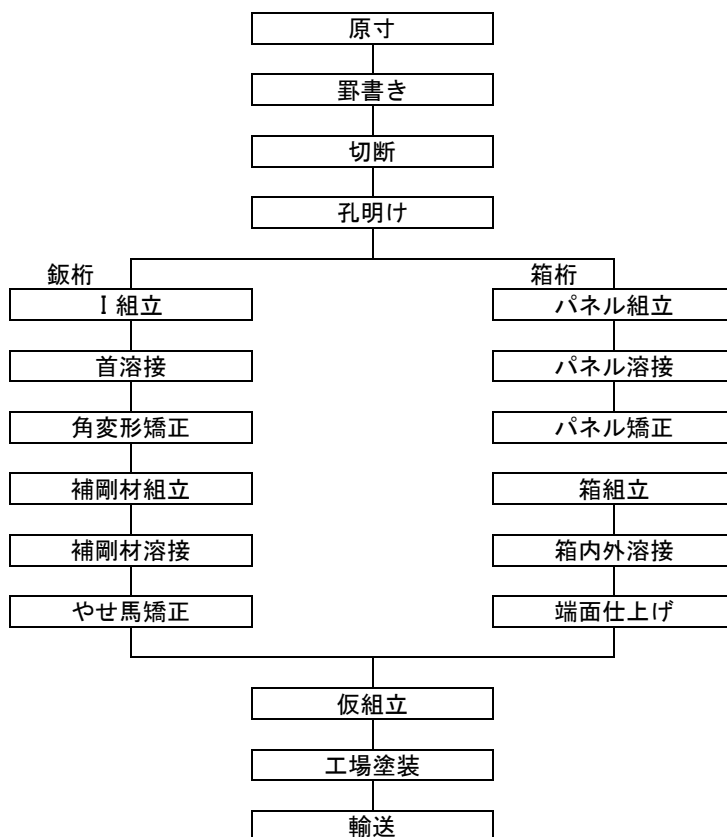 原寸
罫書き
切断
孔明け
鈑桁
I 組立
首溶接
角変形矯正
補剛材組立
補剛材溶接
やせ馬矯正
箱桁
パネル組立
パネル溶接
パネル矯正
箱組立
箱内外溶接
端面仕上げ
仮組立
工場塗装
輸送